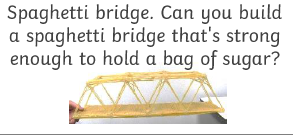 Spaghetti bridge. Can you build
a spaghetti bridge that's strong
enough to hold a bag of sugar?